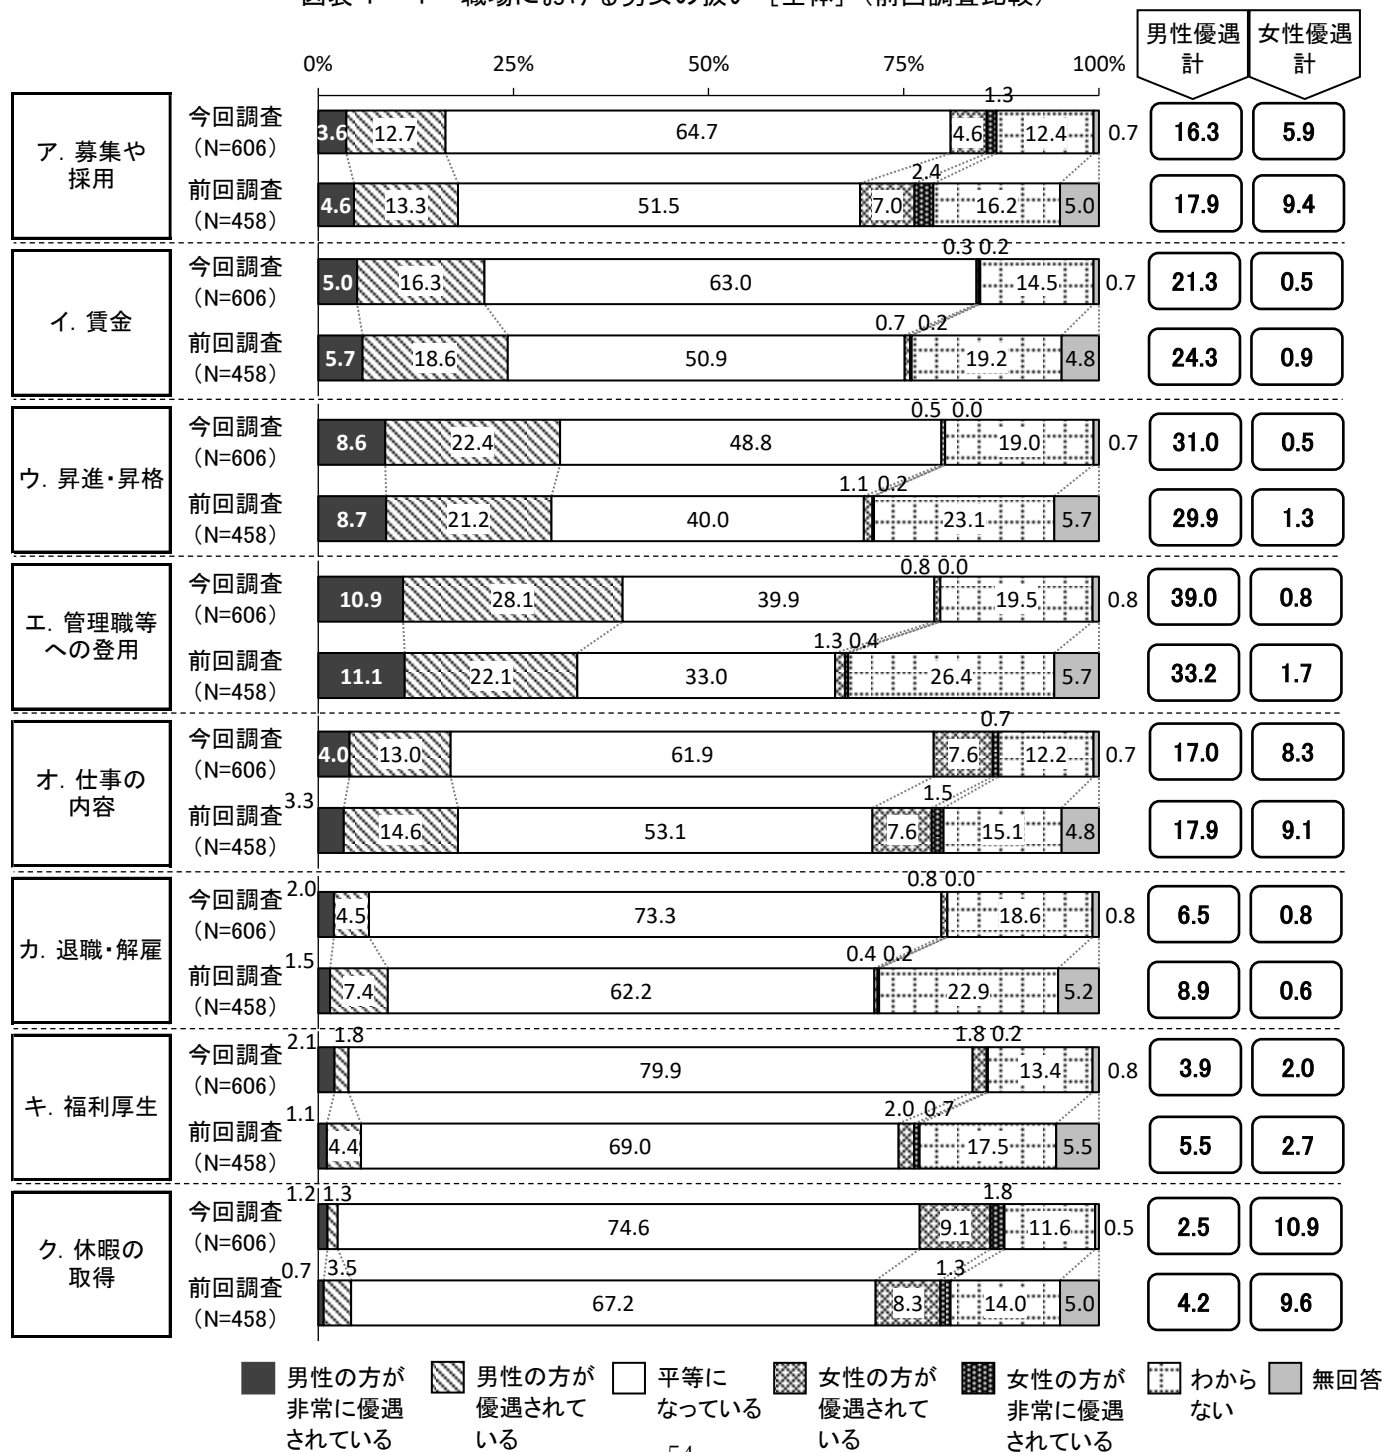 男性優遇 女性優遇
計 計
0% 25% 50% 75% 100%
ア. 募集や
採用
今回調査
(N=606)
3.6 12.7 64.7 4.6 1.3 12.4 0.7 16.3 5.9
前回調査
(N=458)
4.6 13.3 51.5 7.0 2.4 16.2 5.0 17.9 9.4
イ. 賃金
今回調査
(N=606)
5.0 16.3 63.0 0.3 0.2 14.5 0.7 21.3 0.5
前回調査
(N=458)
5.7 18.6 50.9 0.7 0.2 19.2 4.8 24.3 0.9
ウ. 昇進・昇格
今回調査
(N=606)
8.6 22.4 48.8 0.5 0.0 19.0 0.7 31.0 0.5
前回調査
(N=458)
8.7 21.2 40.0 1.1 0.2 23.1 5.7 29.9 1.3
エ. 管理職等
への登用
今回調査
(N=606)
10.9 28.1 39.9 0.8 0.0 19.5 0.8 39.0 0.8
前回調査
(N=458)
11.1 22.1 33.0 1.3 0.4 26.4 5.7 33.2 1.7
オ. 仕事の
内容
今回調査
(N=606)
4.0 13.0 61.9 7.6 0.7 12.2 0.7 17.0 8.3
前回調査
(N=458)
3.3 14.6 53.1 7.6 1.5 15.1 4.8 17.9 9.1
カ. 退職・解雇
今回調査
(N=606)
2.0 4.5 73.3 0.8 0.0 18.6 0.8 6.5 0.8
前回調査
(N=458)
1.5 7.4 62.2 0.4 0.2 22.9 5.2 8.9 0.6
キ. 福利厚生
今回調査
(N=606)
2.1 1.8 79.9 1.8 0.2 13.4 0.8 3.9 2.0
前回調査
(N=458)
1.1 4.4 69.0 2.0 0.7 17.5 5.5 5.5 2.7
ク. 休暇の
取得
今回調査
(N=606)
1.2 1.3 74.6 9.1 1.8 11.6 0.5 2.5 10.9
前回調査
(N=458)
0.7 3.5 67.2 8.3 1.3 14.0 5.0 4.2 9.6
男性の方が
非常に優遇
されている
男性の方が
優遇されて
いる
平等に
なっている
女性の方が
優遇されて
いる
女性の方が
非常に優遇
されている
わから
ない
無回答